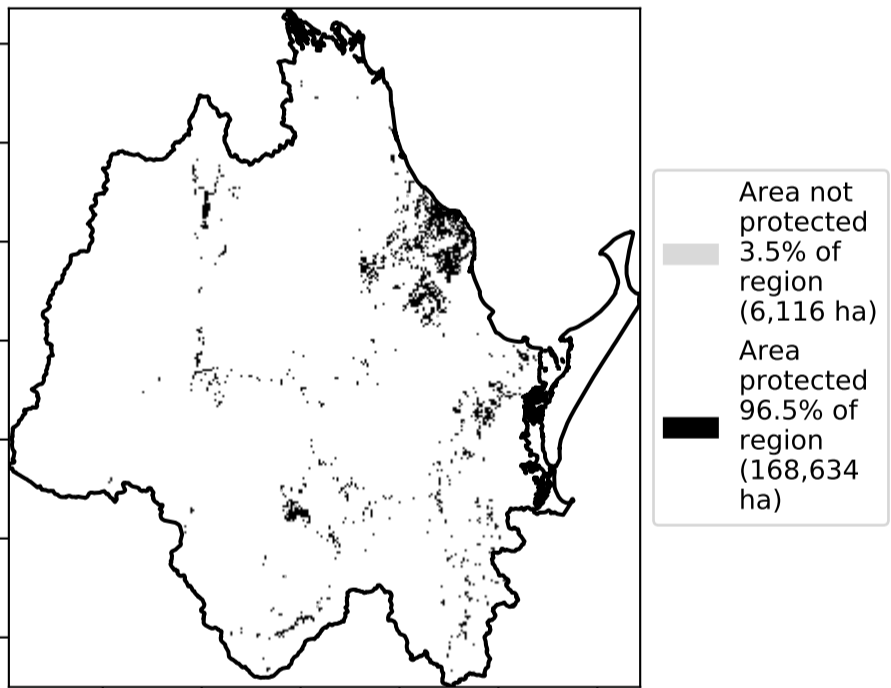 Area not
protected
3.5% of
region
(6,116 ha)
Area
protected
96.5% of
region
(168,634
ha)